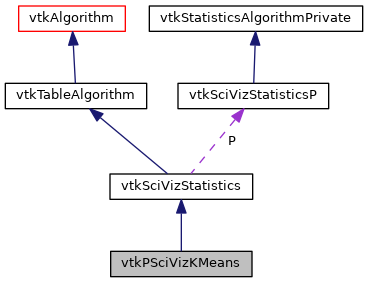 vtkAlgorithm
vtkStatisticsAlgorithmPrivate
vtkTableAlgorithm
vtkSciVizStatisticsP
P
vtkSciVizStatistics
vtkPSciVizKMeans